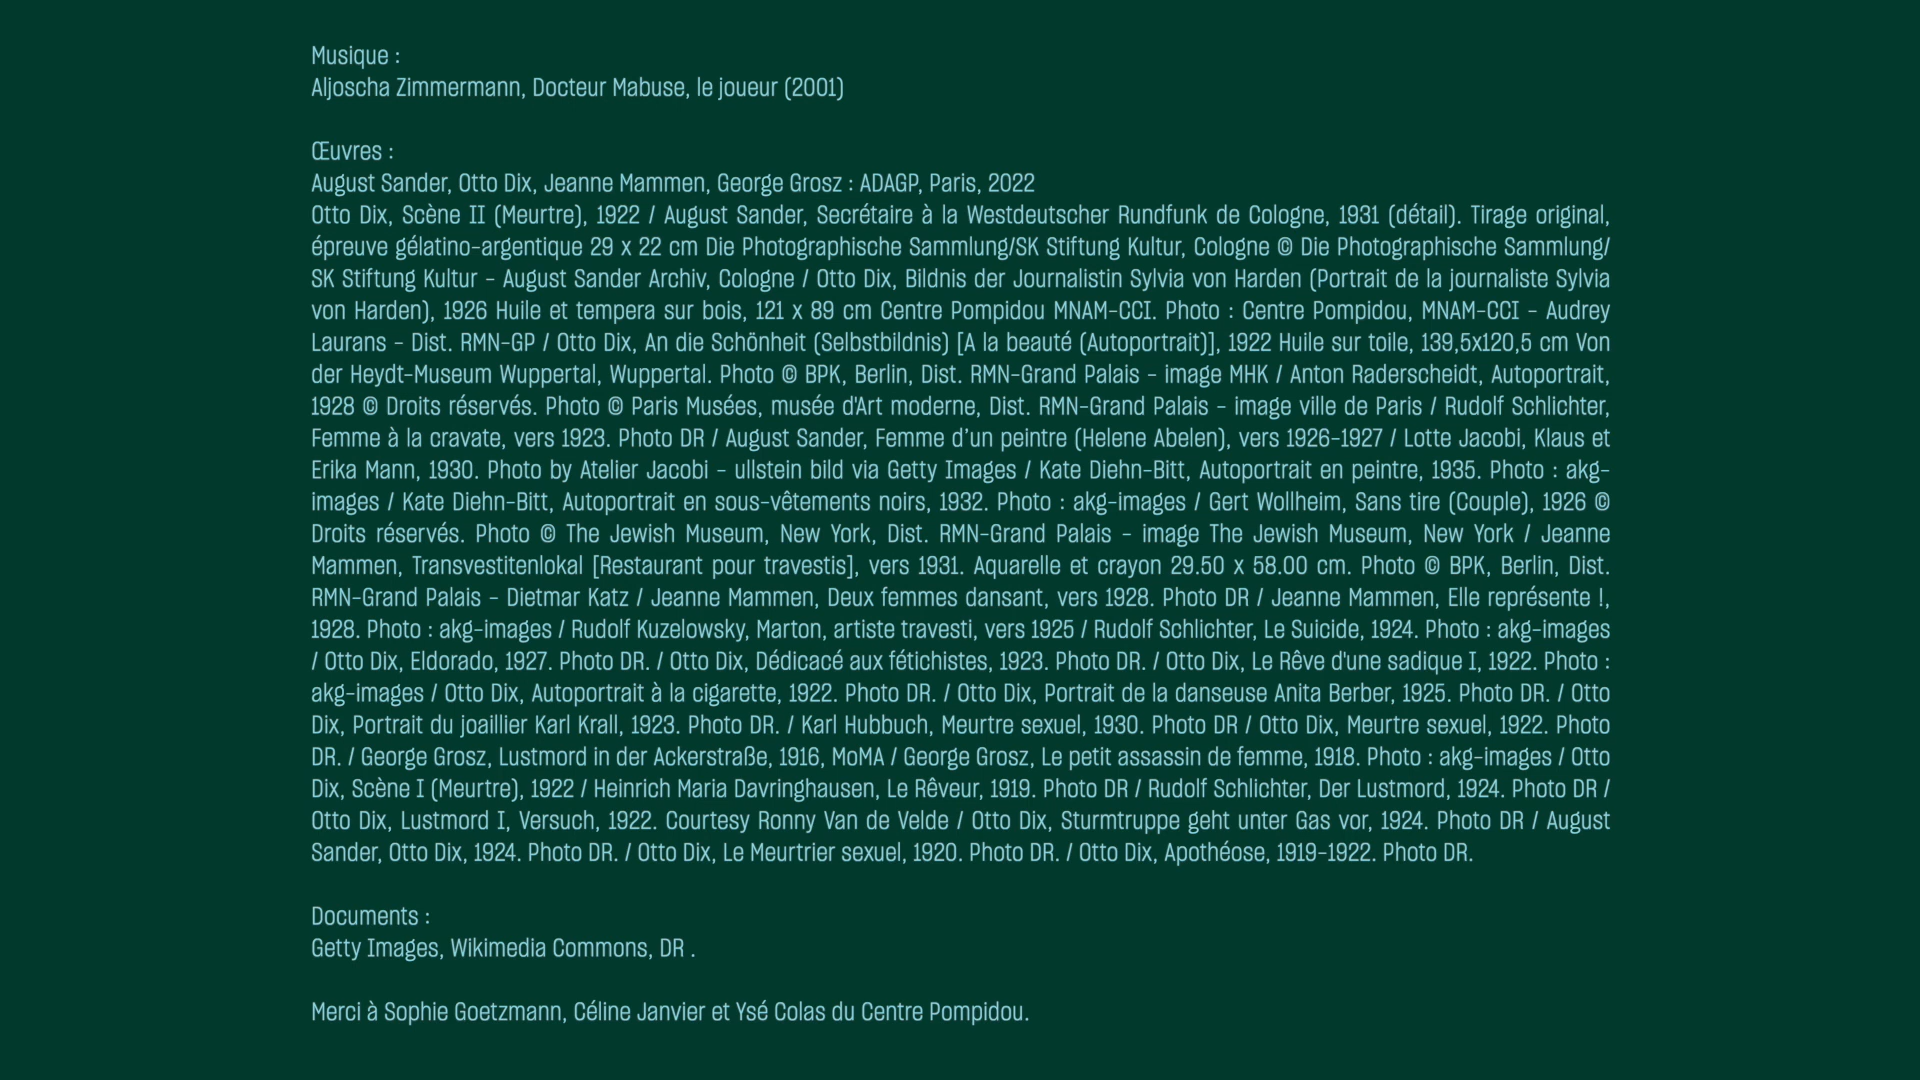 Musique :
Aljoscha Zimmermann, Docteur Mabuse, le joueur (2001)
Œuvres :
August Sander, Otto Dix, Jeanne Mammen, George Grosz : ADAGP, Paris, 2022
Otto Dix, Scène II (Meurtre), 1922 / August Sander, Secrétaire à la Westdeutscher Rundfunk de Cologne, 1931 (détail). Tirage original,
épreuve gélatino-argentique 29 x 22 cm Die Photographische Sammlung/SK Stiftung Kultur, Cologne © Die Photographische Sammlung/
SK Stiftung Kultur - August Sander Archiv, Cologne / Otto Dix, Bildnis der Journalistin Sylvia von Harden (Portrait de la journaliste Sylvia
von Harden), 1926 Huile et tempera sur bois, 121 x 89 cm Centre Pompidou MNAM-CCI. Photo : Centre Pompidou, MNAM-CCI - Audrey
Laurans - Dist. RMN-GP / Otto Dix, An die Schönheit (Selbstbildnis) [A la beauté (Autoportrait)], 1922 Huile sur toile, 139,5x120,5 cm Von
der Heydt-Museum Wuppertal, Wuppertal. Photo © BPK, Berlin, Dist. RMN-Grand Palais - image MHK / Anton Raderscheidt, Autoportrait,
1928 © Droits réservés. Photo © Paris Musées, musée d'Art moderne, Dist. RMN-Grand Palais - image ville de Paris / Rudolf Schlichter,
Femme à la cravate, vers 1923. Photo DR / August Sander, Femme d’un peintre (Helene Abelen), vers 1926-1927 / Lotte Jacobi, Klaus et
Erika Mann, 1930. Photo by Atelier Jacobi - ullstein bild via Getty Images / Kate Diehn-Bitt, Autoportrait en peintre, 1935. Photo : akg-
images / Kate Diehn-Bitt, Autoportrait en sous-vêtements noirs, 1932. Photo : akg-images / Gert Wollheim, Sans tire (Couple), 1926 ©
Droits réservés. Photo © The Jewish Museum, New York, Dist. RMN-Grand Palais - image The Jewish Museum, New York / Jeanne
Mammen, Transvestitenlokal [Restaurant pour travestis], vers 1931. Aquarelle et crayon 29.50 x 58.00 cm. Photo © BPK, Berlin, Dist.
RMN-Grand Palais - Dietmar Katz / Jeanne Mammen, Deux femmes dansant, vers 1928. Photo DR / Jeanne Mammen, Elle représente !,
1928. Photo : akg-images / Rudolf Kuzelowsky, Marton, artiste travesti, vers 1925 / Rudolf Schlichter, Le Suicide, 1924. Photo : akg-images
/ Otto Dix, Eldorado, 1927. Photo DR. / Otto Dix, Dédicacé aux fétichistes, 1923. Photo DR. / Otto Dix, Le Rêve d'une sadique I, 1922. Photo :
akg-images / Otto Dix, Autoportrait à la cigarette, 1922. Photo DR. / Otto Dix, Portrait de la danseuse Anita Berber, 1925. Photo DR. / Otto
Dix, Portrait du joaillier Karl Krall, 1923. Photo DR. / Karl Hubbuch, Meurtre sexuel, 1930. Photo DR / Otto Dix, Meurtre sexuel, 1922. Photo
DR. / George Grosz, Lustmord in der Ackerstraße, 1916, MoMA / George Grosz, Le petit assassin de femme, 1918. Photo : akg-images / Otto
Dix, Scène I (Meurtre), 1922 / Heinrich Maria Davringhausen, Le Rêveur, 1919. Photo DR / Rudolf Schlichter, Der Lustmord, 1924. Photo DR /
Otto Dix, Lustmord I, Versuch, 1922. Courtesy Ronny Van de Velde / Otto Dix, Sturmtruppe geht unter Gas vor, 1924. Photo DR / August
Sander, Otto Dix, 1924. Photo DR. / Otto Dix, Le Meurtrier sexuel, 1920. Photo DR. / Otto Dix, Apothéose, 1919-1922. Photo DR.
Documents :
Getty Images, Wikimedia Commons, DR .
Merci à Sophie Goetzmann, Céline Janvier et Ysé Colas du Centre Pompidou.